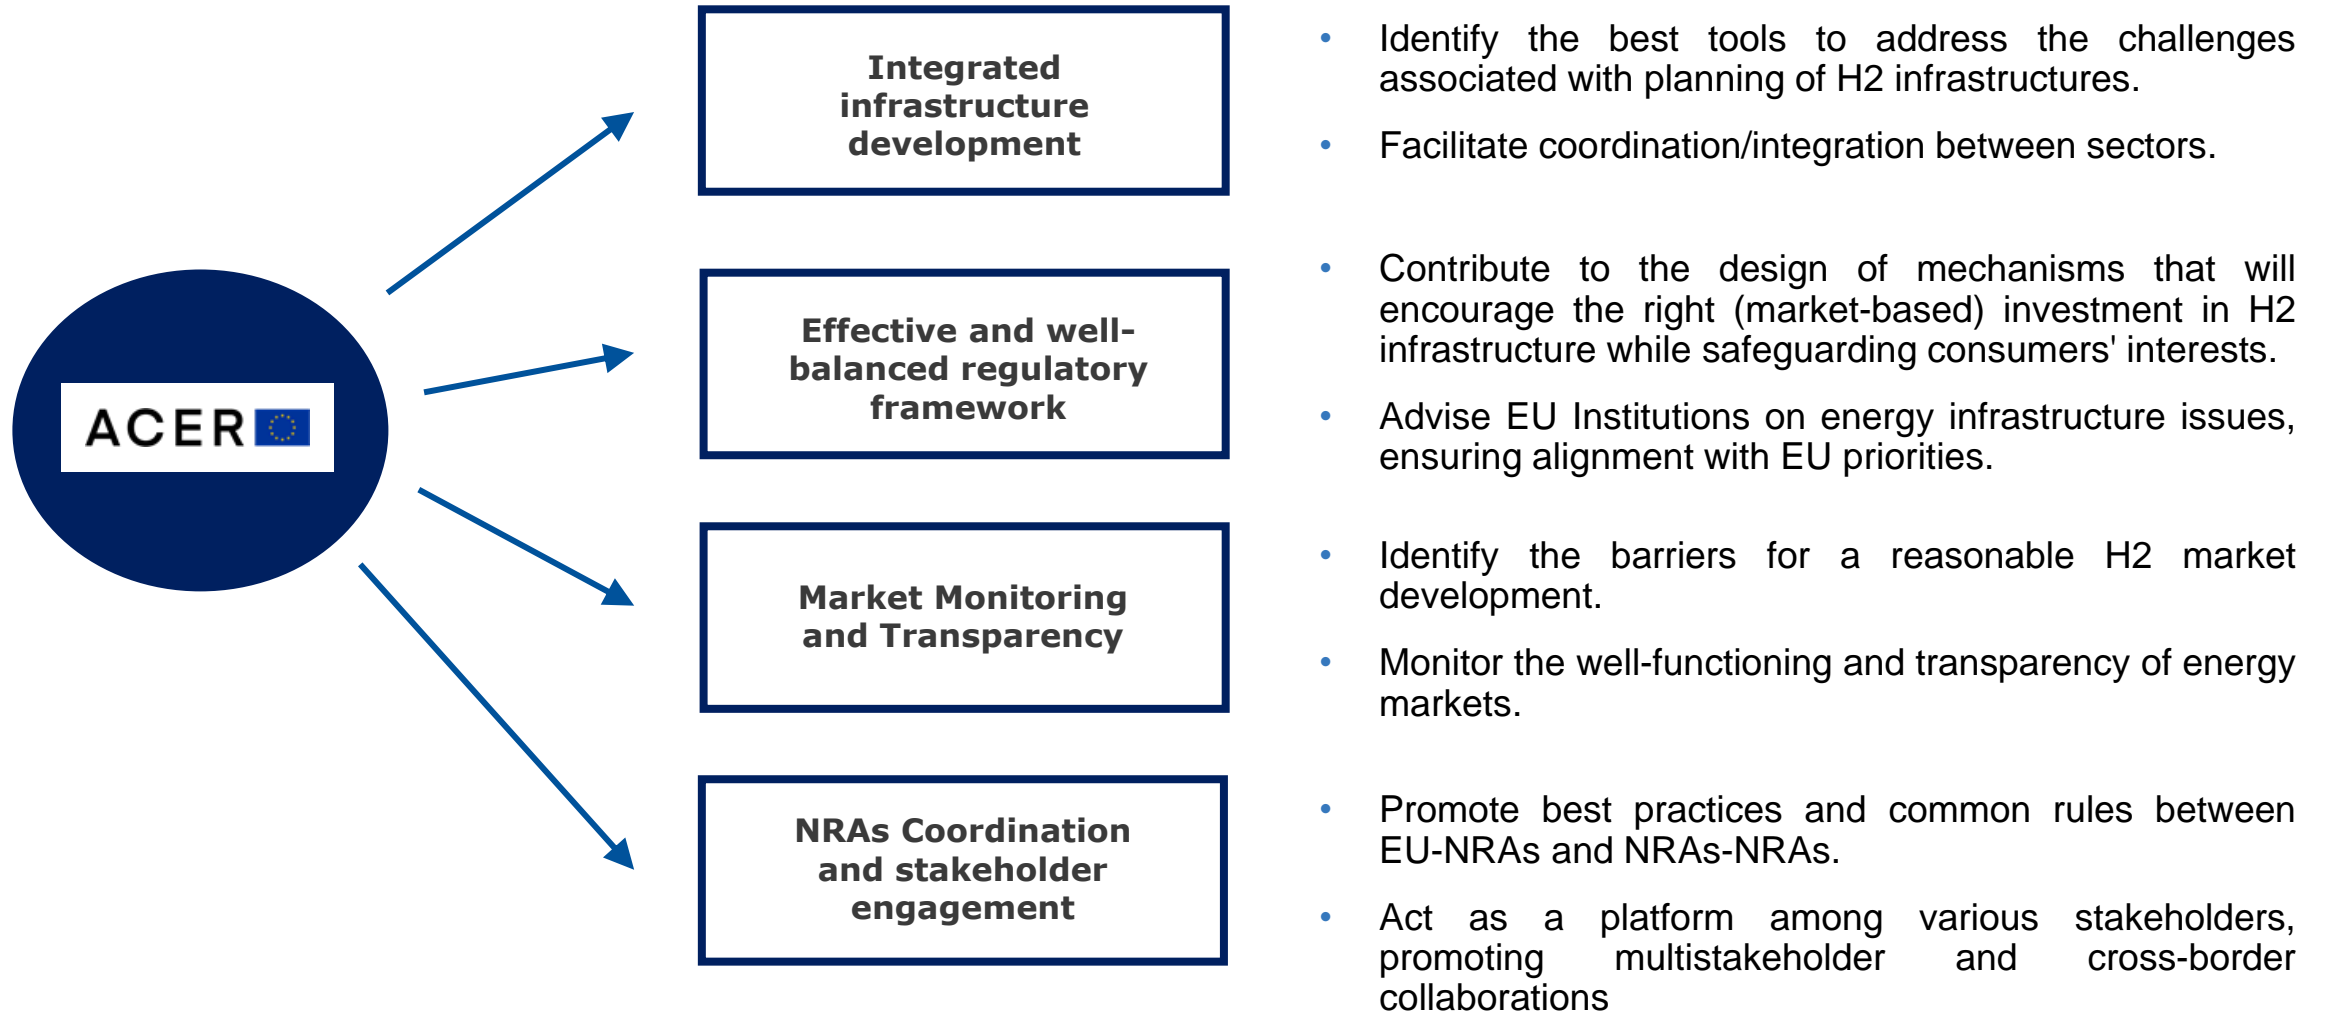 ACER
Integrated
infrastructure
development
• Identify the best tools to address the challenges
associated with planning of H2 infrastructures.
• Facilitate coordination/integration between sectors.
Effective and well-
balanced regulatory
framework
• Contribute to the design of mechanisms that will
encourage the right (market-based) investment in H2
infrastructure while safeguarding consumers' interests.
• Advise EU Institutions on energy infrastructure issues,
ensuring alignment with EU priorities.
Market Monitoring
and Transparency
• Identify the barriers for a reasonable H2 market
development.
• Monitor the well-functioning and transparency of energy
markets.
NRAs Coordination
and stakeholder
engagement
• Promote best practices and common rules between
EU-NRAs and NRAs-NRAs.
• Act as a platform among various stakeholders,
promoting multistakeholder and cross-border
collaborations